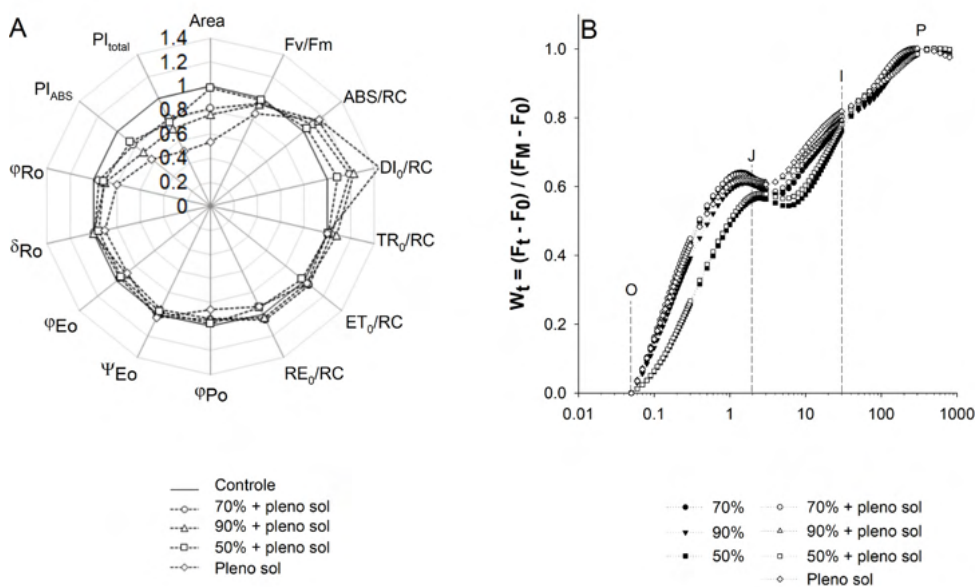 A
Area
Fv/Fm
ABS/RC
DI₀/RC
TR₀/RC
ET₀/RC
RE₀/RC
φPo
ΨEo
φEo
δRo
φRo
PI_ABS
PI_total
1.4
1.2
1
0.8
0.6
0.4
0.2
0
Controle
70% + pleno sol
90% + pleno sol
50% + pleno sol
Pleno sol
B
W_t = (F_t - F_0) / (F_M - F_0)
1.0
0.8
0.6
0.4
0.2
0.0
O
J
I
P
0.01 0.1 1 10 100 1000
70% 70% + pleno sol
90% 90% + pleno sol
50% 50% + pleno sol
Pleno sol